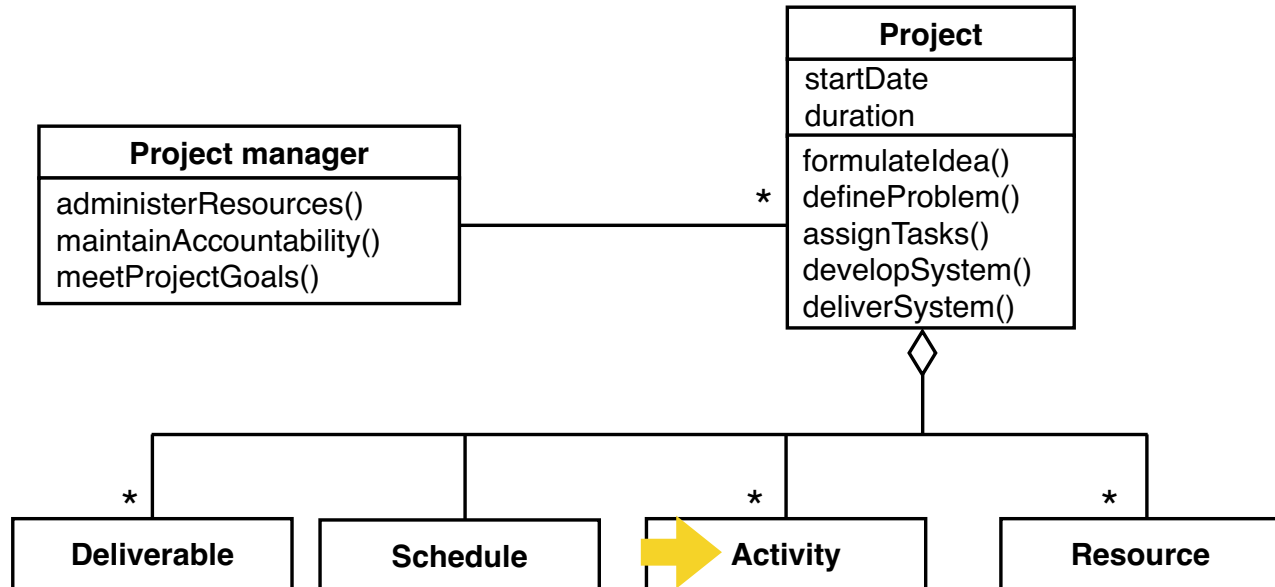 Project
startDate
duration
formulateIdea()
defineProblem()
assignTasks()
developSystem()
deliverSystem()
Project manager
administerResources()
maintainAccountability()
meetProjectGoals()
*
* * *
Deliverable Schedule Activity Resource